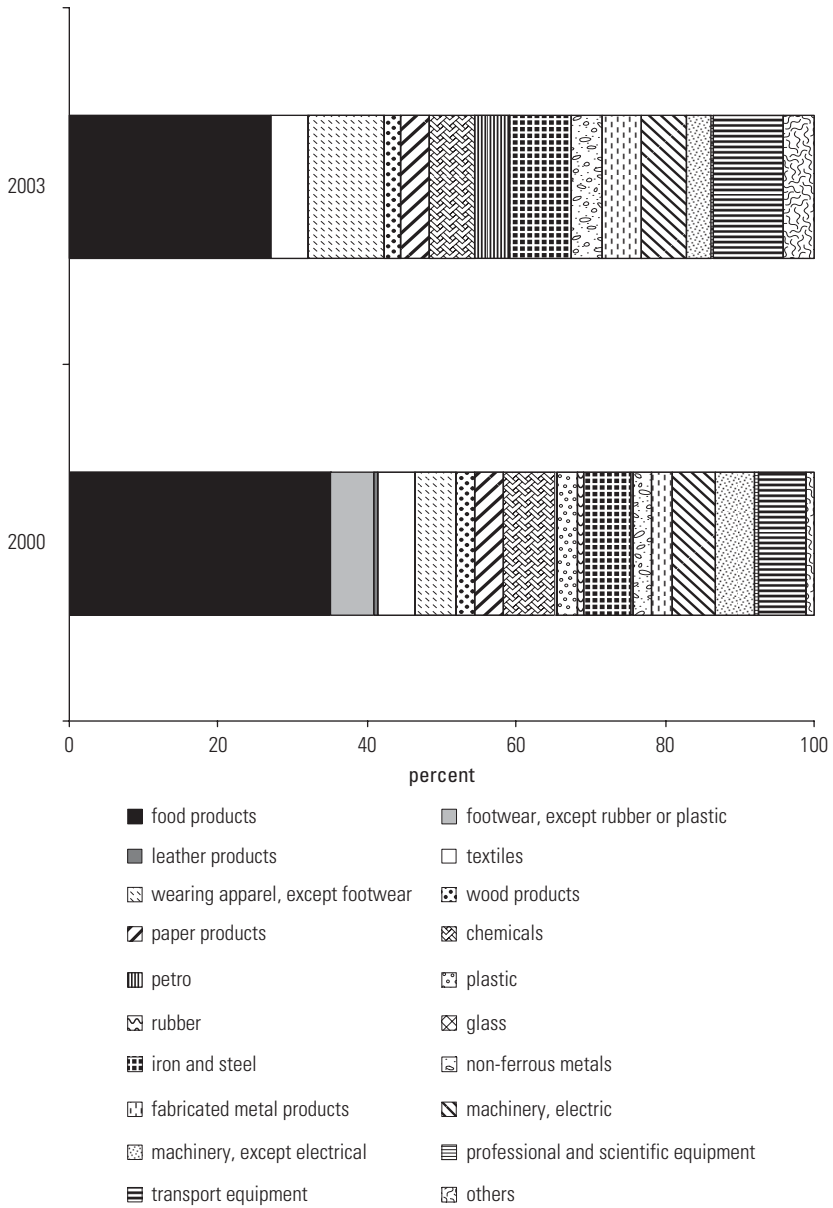 2003
2000
0 20 40 60 80 100
percent
food products footwear, except rubber or plastic
leather products textiles
wearing apparel, except footwear wood products
paper products chemicals
petro plastic
rubber glass
iron and steel non-ferrous metals
fabricated metal products machinery, electric
machinery, except electrical professional and scientific equipment
transport equipment others